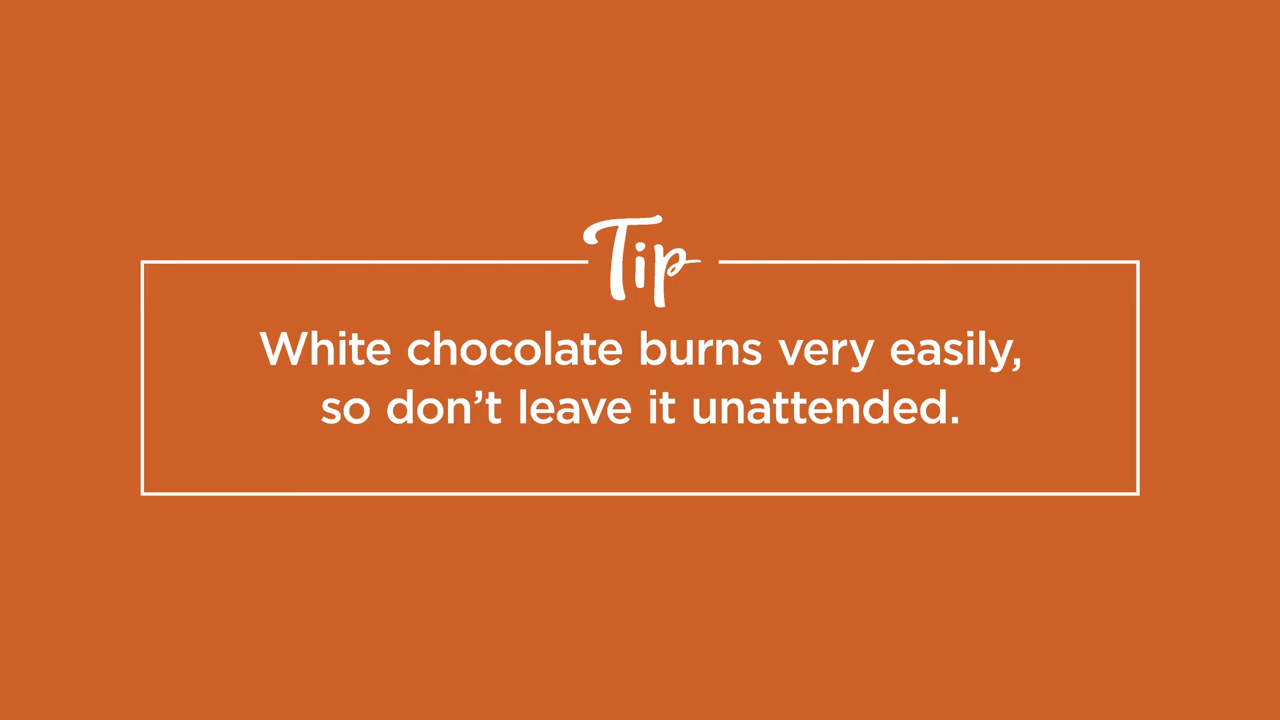 Tip
White chocolate burns very easily,
so don’t leave it unattended.